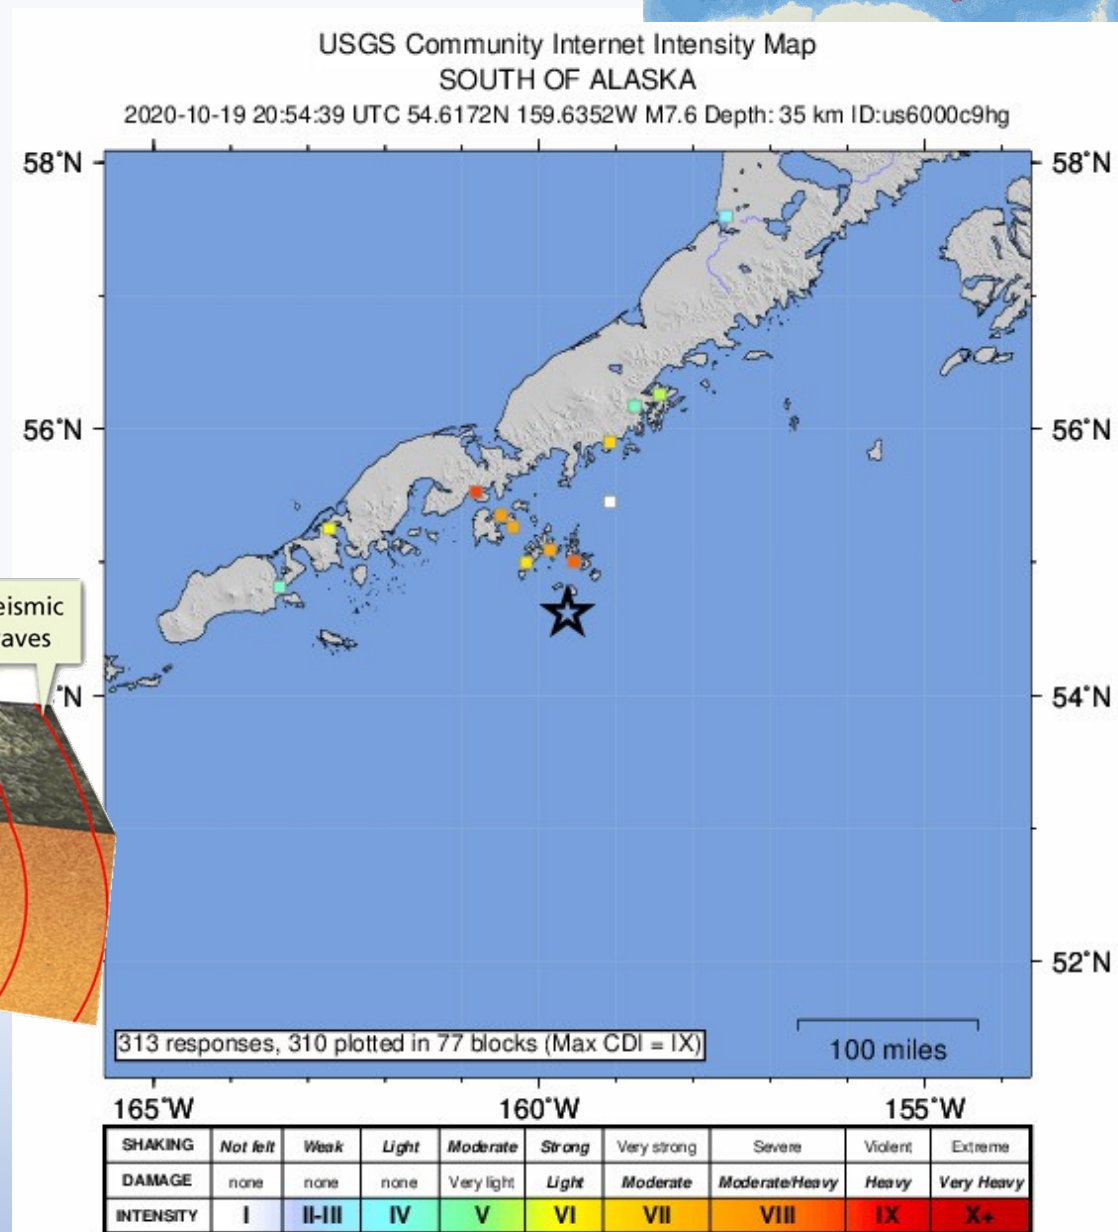 USGS Community Internet Intensity Map
SOUTH OF ALASKA
2020-10-19 20:54:39 UTC 54.6172N 159.6352W M7.6 Depth: 35 km ID:us6000c9hg
58°N 58°N
56°N 56°N
eismic
aves
°N 54°N
52°N
313 responses, 310 plotted in 77 blocks (Max CDI = IX)
100 miles
165°W 160°W 155°W
SHAKING Not felt Weak Light Moderate Strong Very strong Severe Violent Extreme
DAMAGE none none none Very light Light Moderate Moderate/Heavy Heavy Very Heavy
INTENSITY I II-III IV V VI VII VIII IX X+